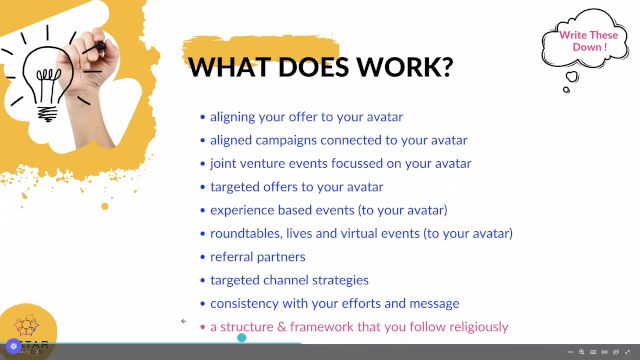 Write These
Down !
WHAT DOES WORK?
• aligning your offer to your avatar
• aligned campaigns connected to your avatar
• joint venture events focussed on your avatar
• targeted offers to your avatar
• experience based events (to your avatar)
• roundtables, lives and virtual events (to your avatar)
• referral partners
• targeted channel strategies
• consistency with your efforts and message
• a structure & framework that you follow religiously